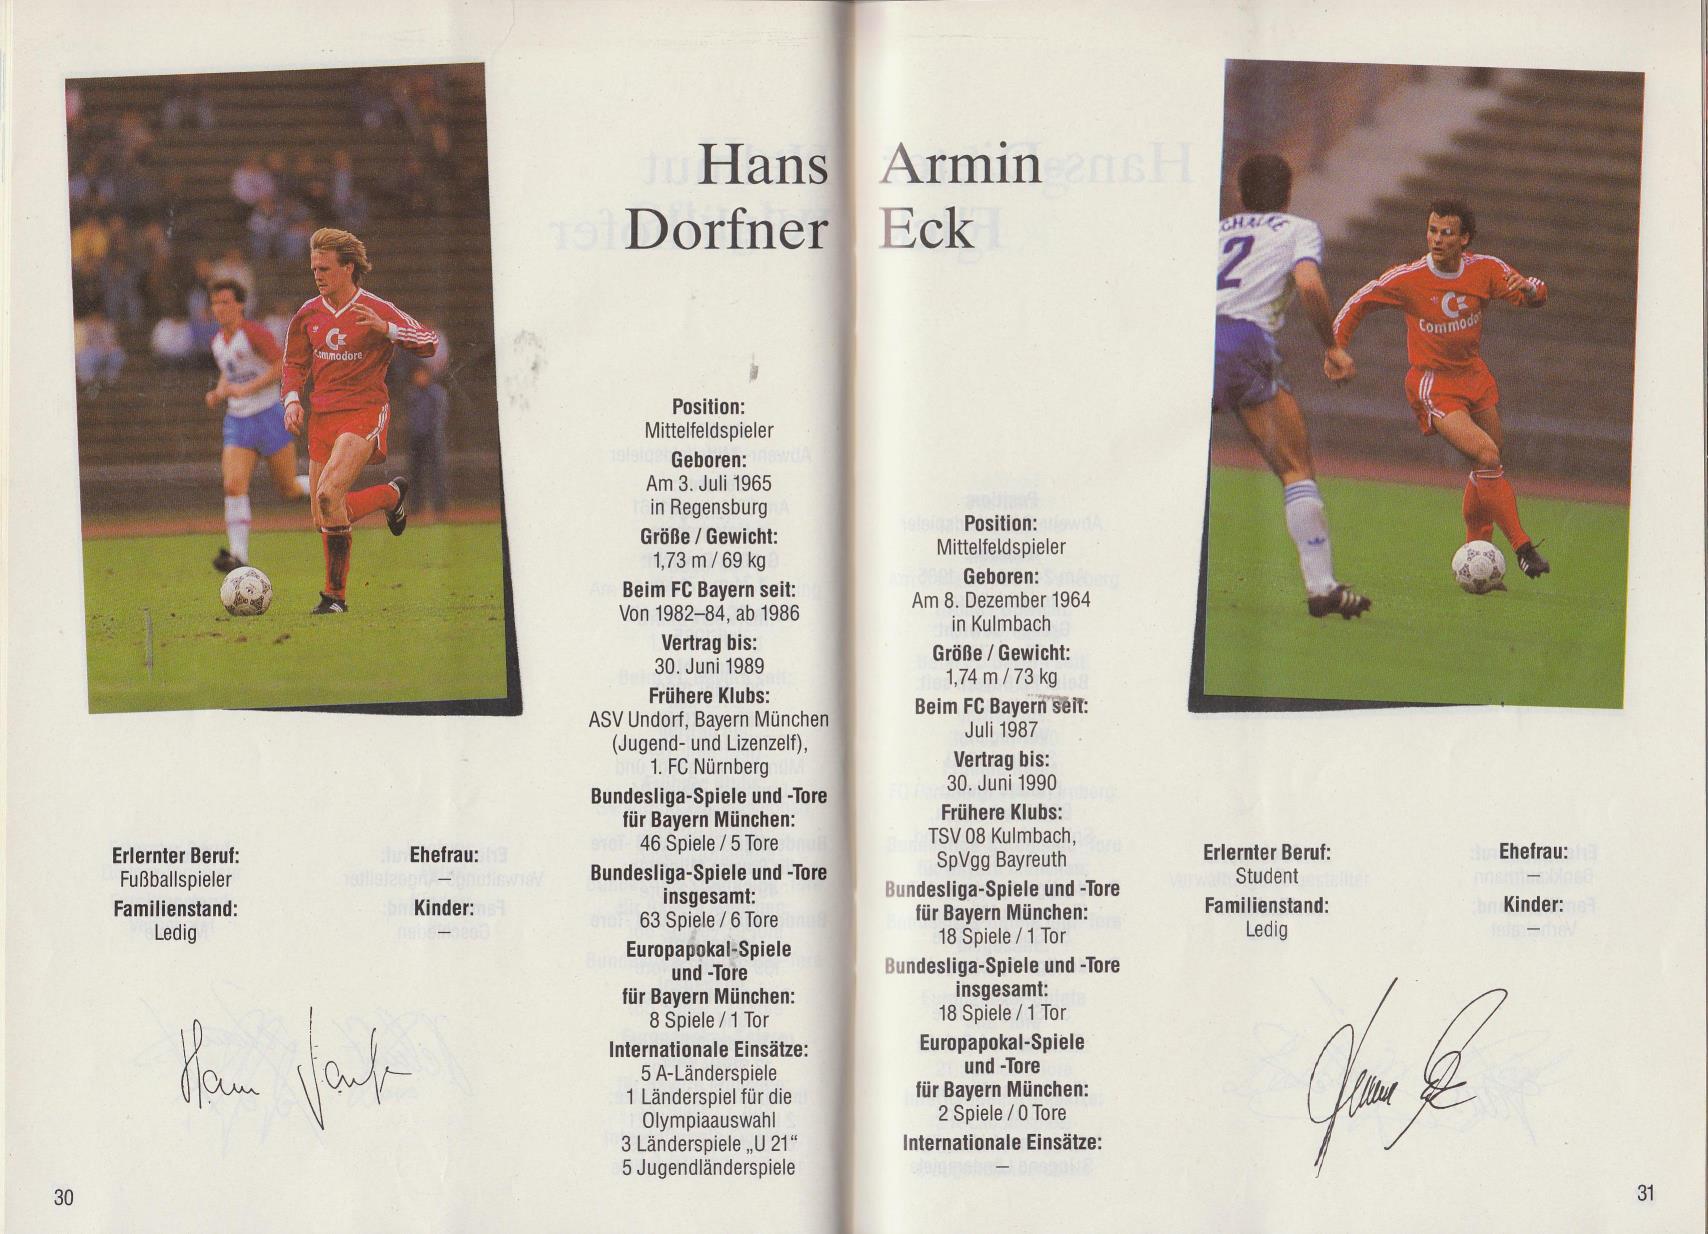 Hans
Dorfner
Commodore
Position:
Mittelfeldspieler
Geboren:
Am 3. Juli 1965
in Regensburg
Größe / Gewicht:
1,73 m / 69 kg
Beim FC Bayern seit:
Von 1982–84, ab 1986
Vertrag bis:
30. Juni 1989
Frühere Klubs:
ASV Undorf, Bayern München
(Jugend- und Lizenzelf),
1. FC Nürnberg
Bundesliga-Spiele und -Tore
für Bayern München:
46 Spiele / 5 Tore
Bundesliga-Spiele und -Tore
insgesamt:
63 Spiele / 6 Tore
Europapokal-Spiele
und -Tore
für Bayern München:
8 Spiele / 1 Tor
Internationale Einsätze:
5 A-Länderspiele
1 Länderspiel für die
Olympiaauswahl
3 Länderspiele „U 21“
5 Jugendländerspiele
Erlernter Beruf:
Fußballspieler
Familienstand:
Ledig
Ehefrau:
–
Kinder:
–
Hans
30
Armin
Eck
SCHALKE
2
Commodore
Position:
Mittelfeldspieler
Geboren:
Am 8. Dezember 1964
in Kulmbach
Größe / Gewicht:
1,74 m / 73 kg
Beim FC Bayern seit:
Juli 1987
Vertrag bis:
30. Juni 1990
Frühere Klubs:
TSV 08 Kulmbach,
SpVgg Bayreuth
Bundesliga-Spiele und -Tore
für Bayern München:
18 Spiele / 1 Tor
Bundesliga-Spiele und -Tore
insgesamt:
18 Spiele / 1 Tor
Europapokal-Spiele
und -Tore
für Bayern München:
2 Spiele / 0 Tore
Internationale Einsätze:
–
Erlernter Beruf:
Student
Familienstand:
Ledig
Ehefrau:
–
Kinder:
–
31